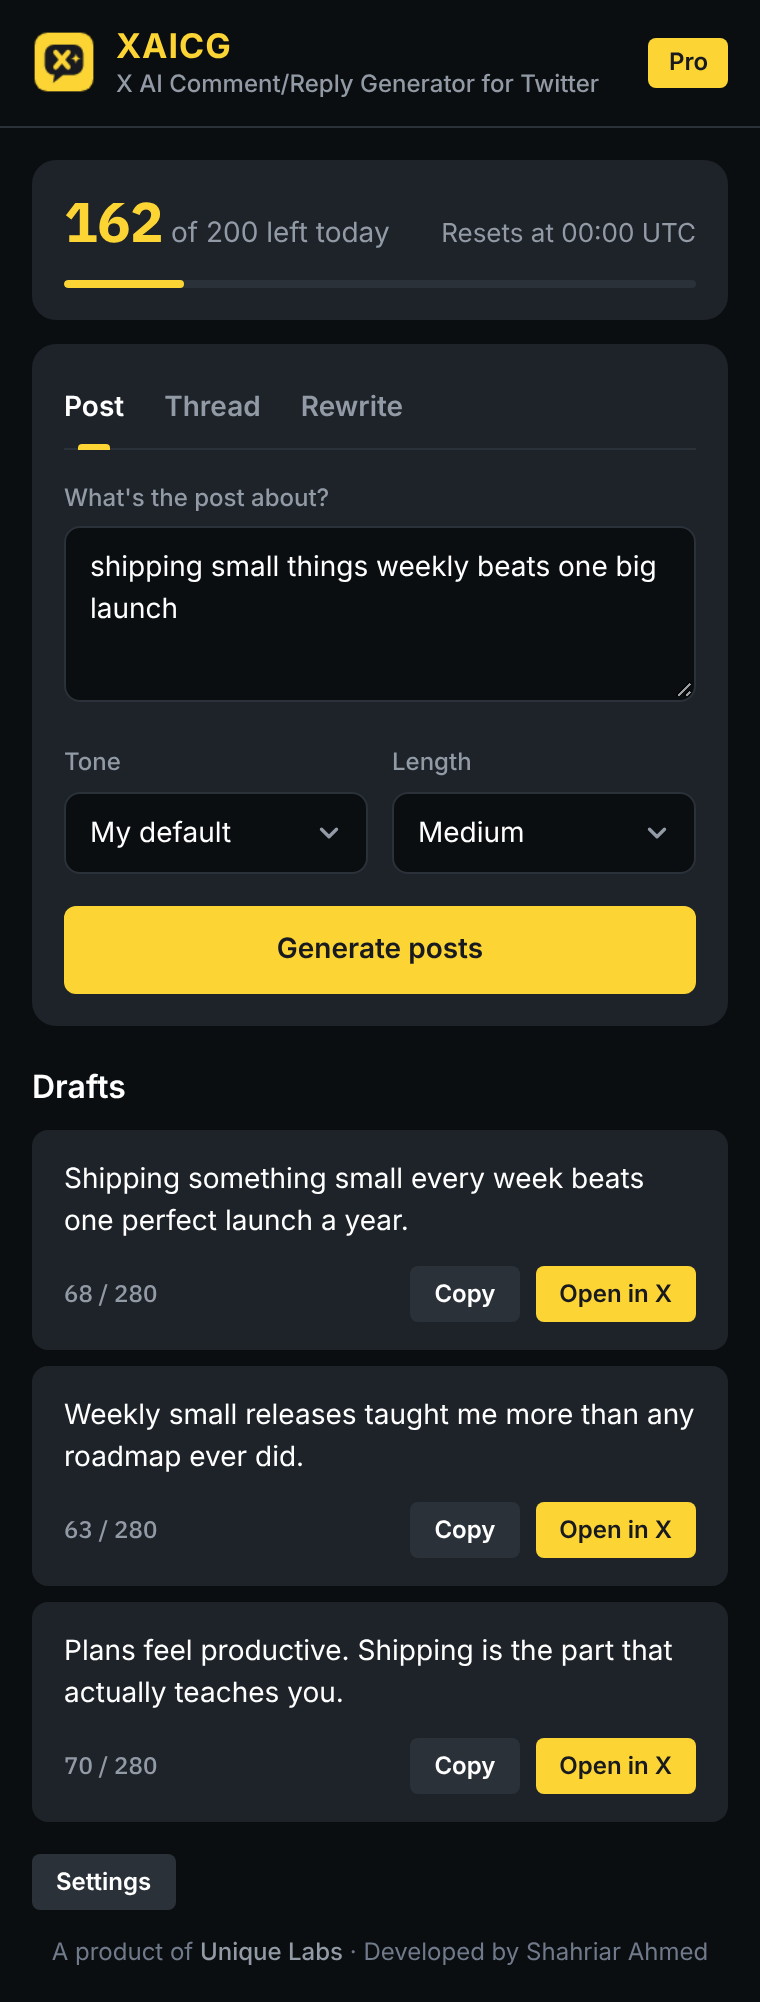 XAICG
X AI Comment/Reply Generator for Twitter
Pro
162 of 200 left today
Resets at 00:00 UTC
Post
Thread
Rewrite
What's the post about?
shipping small things weekly beats one big
launch
Tone
Length
My default
Medium
Generate posts
Drafts
Shipping something small every week beats
one perfect launch a year.
68 / 280
Copy
Open in X
Weekly small releases taught me more than any
roadmap ever did.
63 / 280
Copy
Open in X
Plans feel productive. Shipping is the part that
actually teaches you.
70 / 280
Copy
Open in X
Settings
A product of Unique Labs · Developed by Shahriar Ahmed